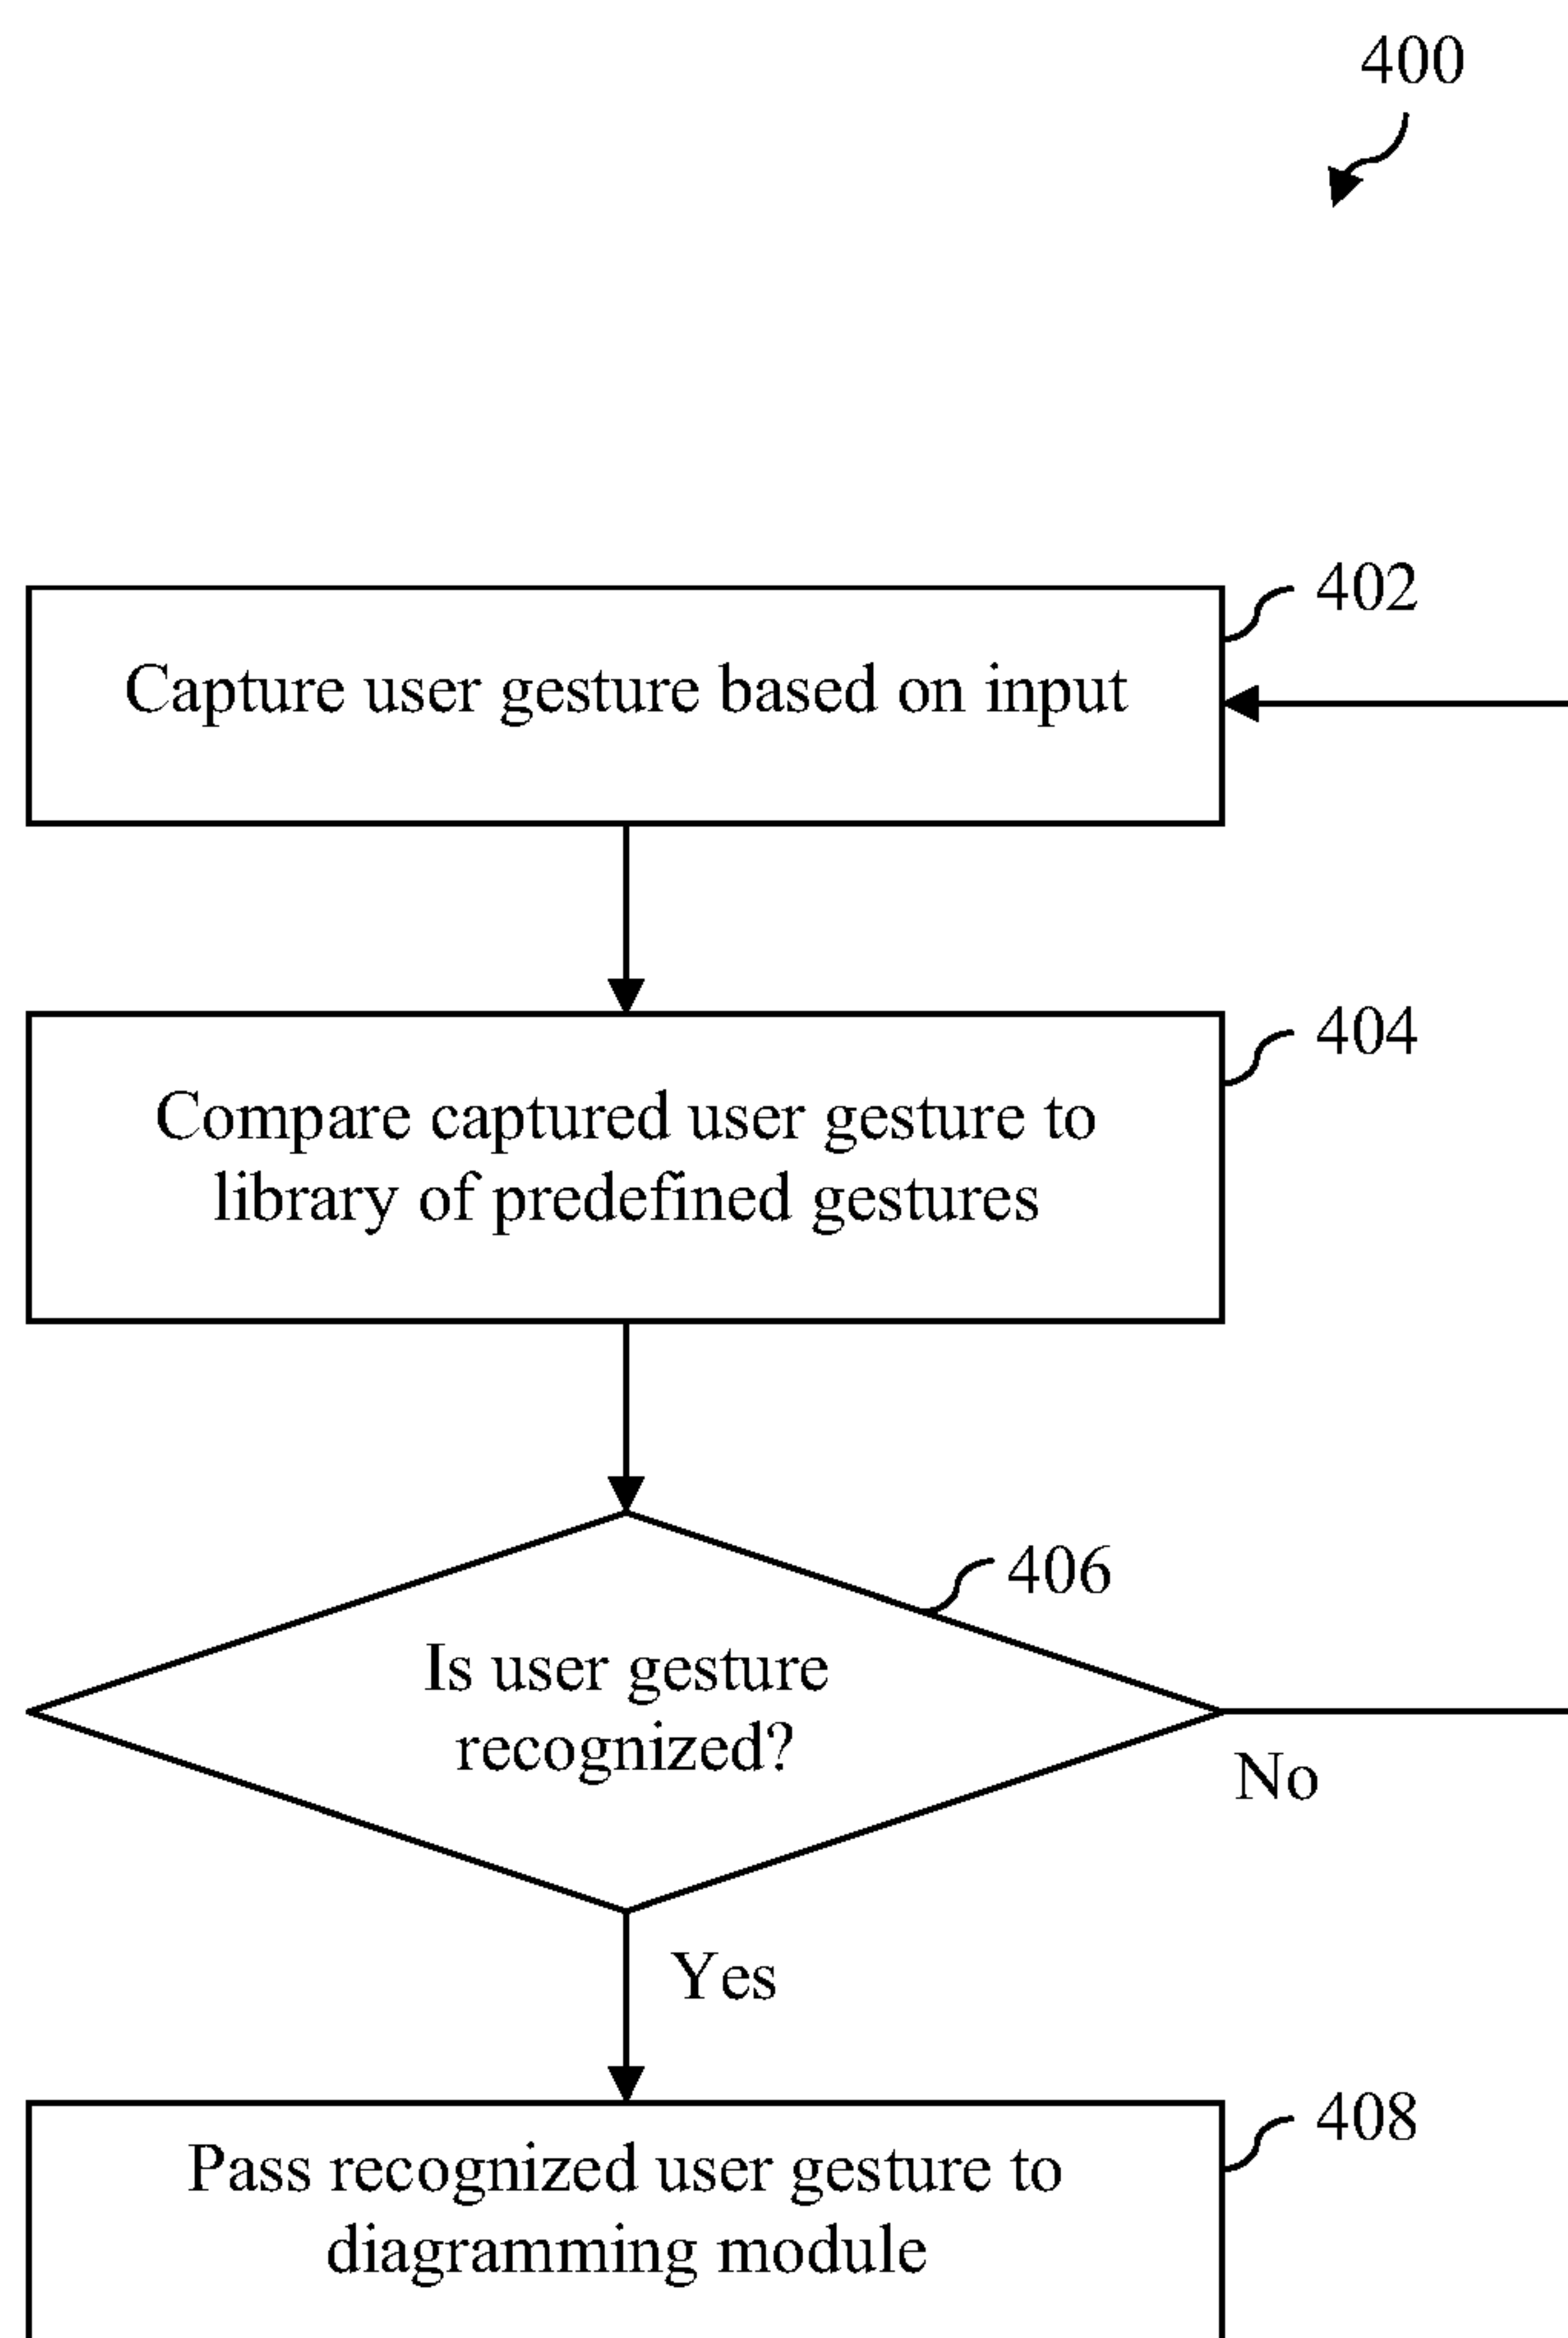 400
402
Capture user gesture based on input
404
Compare captured user gesture to
library of predefined gestures
406
Is user gesture
recognized?
No
Yes
408
Pass recognized user gesture to
diagramming module